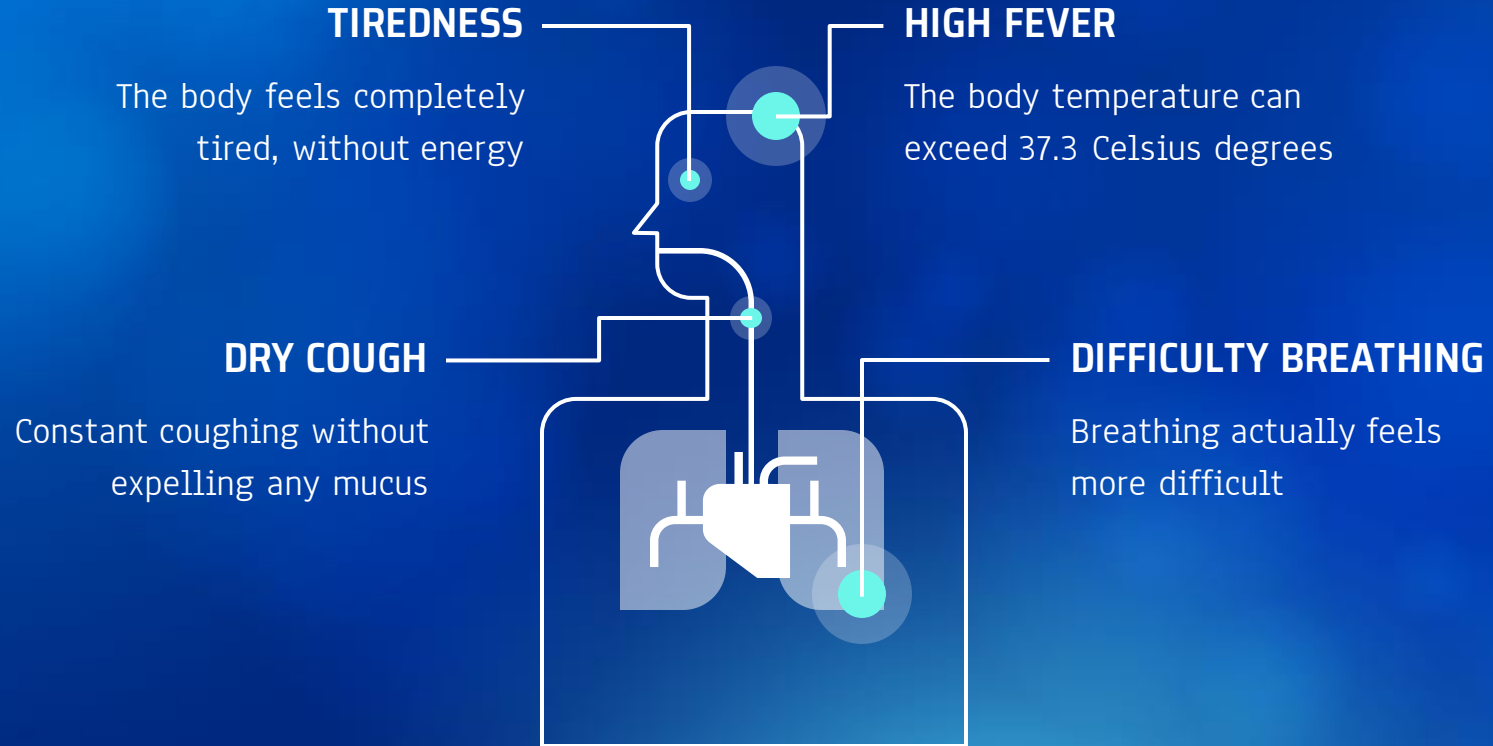 TIREDNESS
The body feels completely
tired, without energy
HIGH FEVER
The body temperature can
exceed 37.3 Celsius degrees
DRY COUGH
Constant coughing without
expelling any mucus
DIFFICULTY BREATHING
Breathing actually feels
more difficult